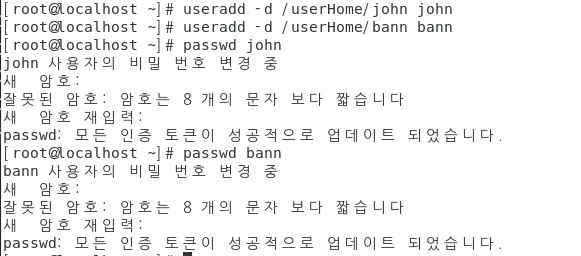 [root@localhost ~]# useradd -d /userHome/john john
[root@localhost ~]# useradd -d /userHome/bann bann
[root@localhost ~]# passwd john
john 사용자의 비밀 번호 변경 중
새 암호:
잘못된 암호: 암호는 8 개의 문자 보다 짧습니다
새 암호 재입력:
passwd: 모든 인증 토큰이 성공적으로 업데이트 되었습니다.
[root@localhost ~]# passwd bann
bann 사용자의 비밀 번호 변경 중
새 암호:
잘못된 암호: 암호는 8 개의 문자 보다 짧습니다
새 암호 재입력:
passwd: 모든 인증 토큰이 성공적으로 업데이트 되었습니다.